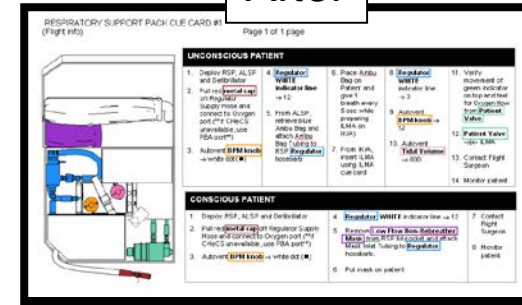 After
RESPIRATORY SUPPORT PACK CUE CARD #1
(Flight info)
Page 1 of 1 page
UNCONSCIOUS PATIENT
1. Deploy RSP, ALSP
and Defibrillator
2. Pull red metal cap
off Regulator
Supply Hose and
connect to Oxygen
port (**if CHeCS
unavailable, use
PBA port**)
3. Autovent BPM knob
→ white dot (●)
4. Regulator
WHITE
indicator line
→ 12
5. From ALSP,
retrieve blue
Ambu Bag and
attach Ambu
Bag Tubing to
RSP Regulator
hosebarb.
6. Place Ambu
Bag on
Patient and
give 1
breath every
5 sec while
preparing
ILMA (in
IKA)
7. From IKA,
insert ILMA
using ILMA
cue card
8. Regulator
WHITE
indicator line
→ 3
9. Autovent
BPM knob →
12
10. Autovent
Tidal Volume
→ 800
11. Verify
movement of
green indicator
on top and feel
for Oxygen flow
from Patient
Valve
12. Patient Valve
ILMA
13. Contact Flight
Surgeon
14. Monitor patient
CONSCIOUS PATIENT
1. Deploy RSP, ALSP and Defibrillator
2. Pull red metal cap off Regulator Supply
Hose and connect to Oxygen port (**if
CHeCS unavailable, use PBA port**)
3. Autovent BPM knob → white dot (●)
4. Regulator WHITE indicator line → 12
5. Remove Low Flow Non-Rebreather
Mask from RSP lid pocket and attach
Mask Inlet Tubing to Regulator
hosebarb.
6. Put mask on patient
7. Contact
Flight
Surgeon
8. Monitor
patient